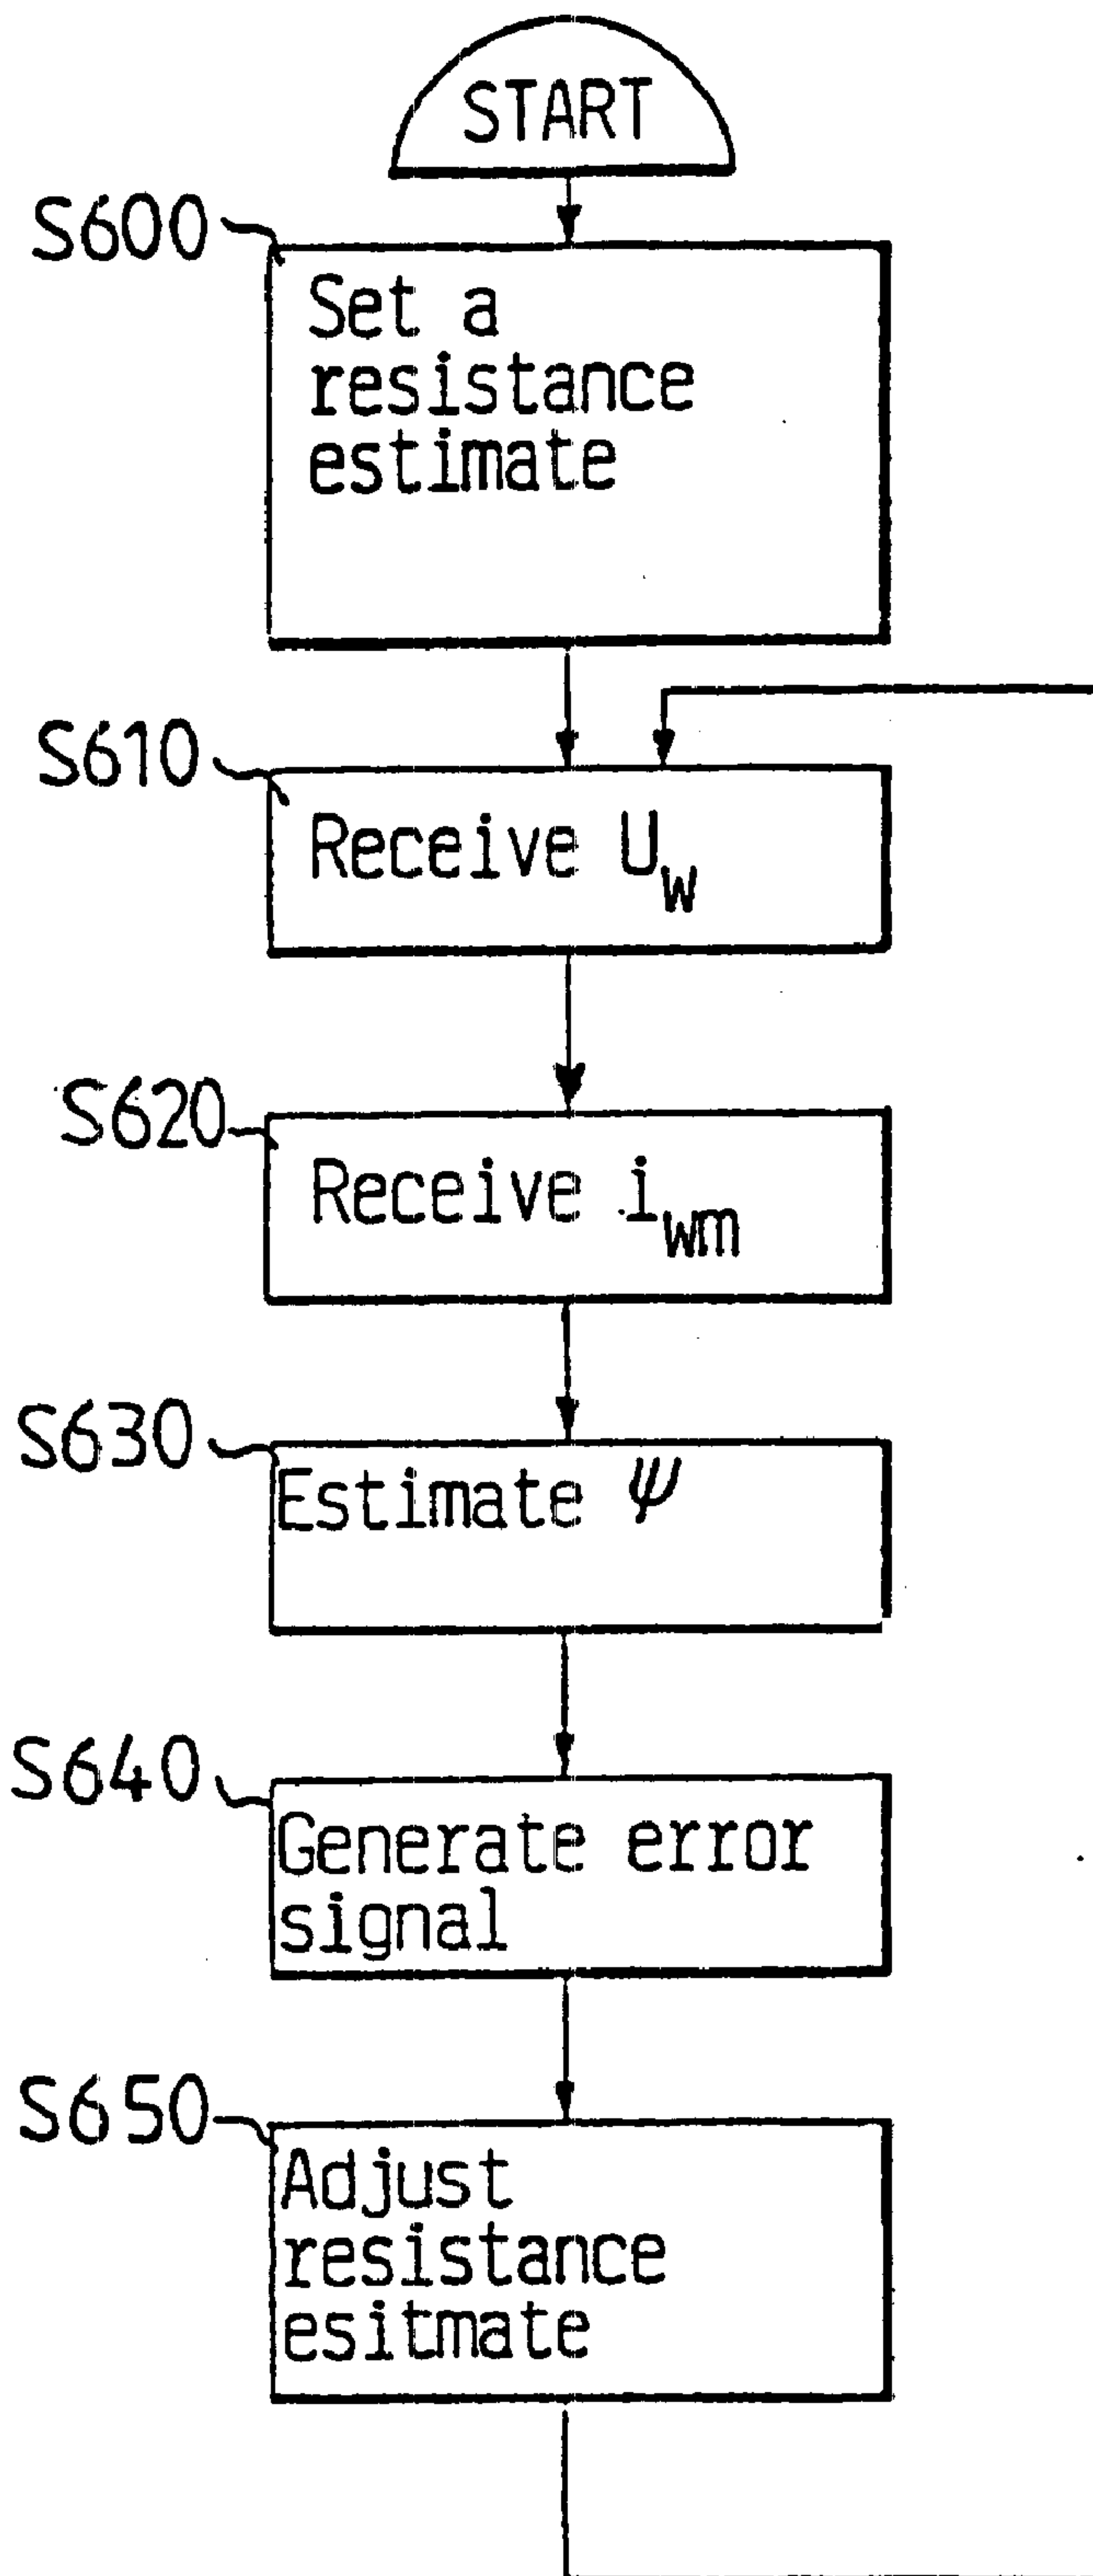 START
S600
Set a
resistance
estimate
S610
Receive U_w
S620
Receive i_wm
S630
Estimate ψ
S640
Generate error
signal
S650
Adjust
resistance
esitmate